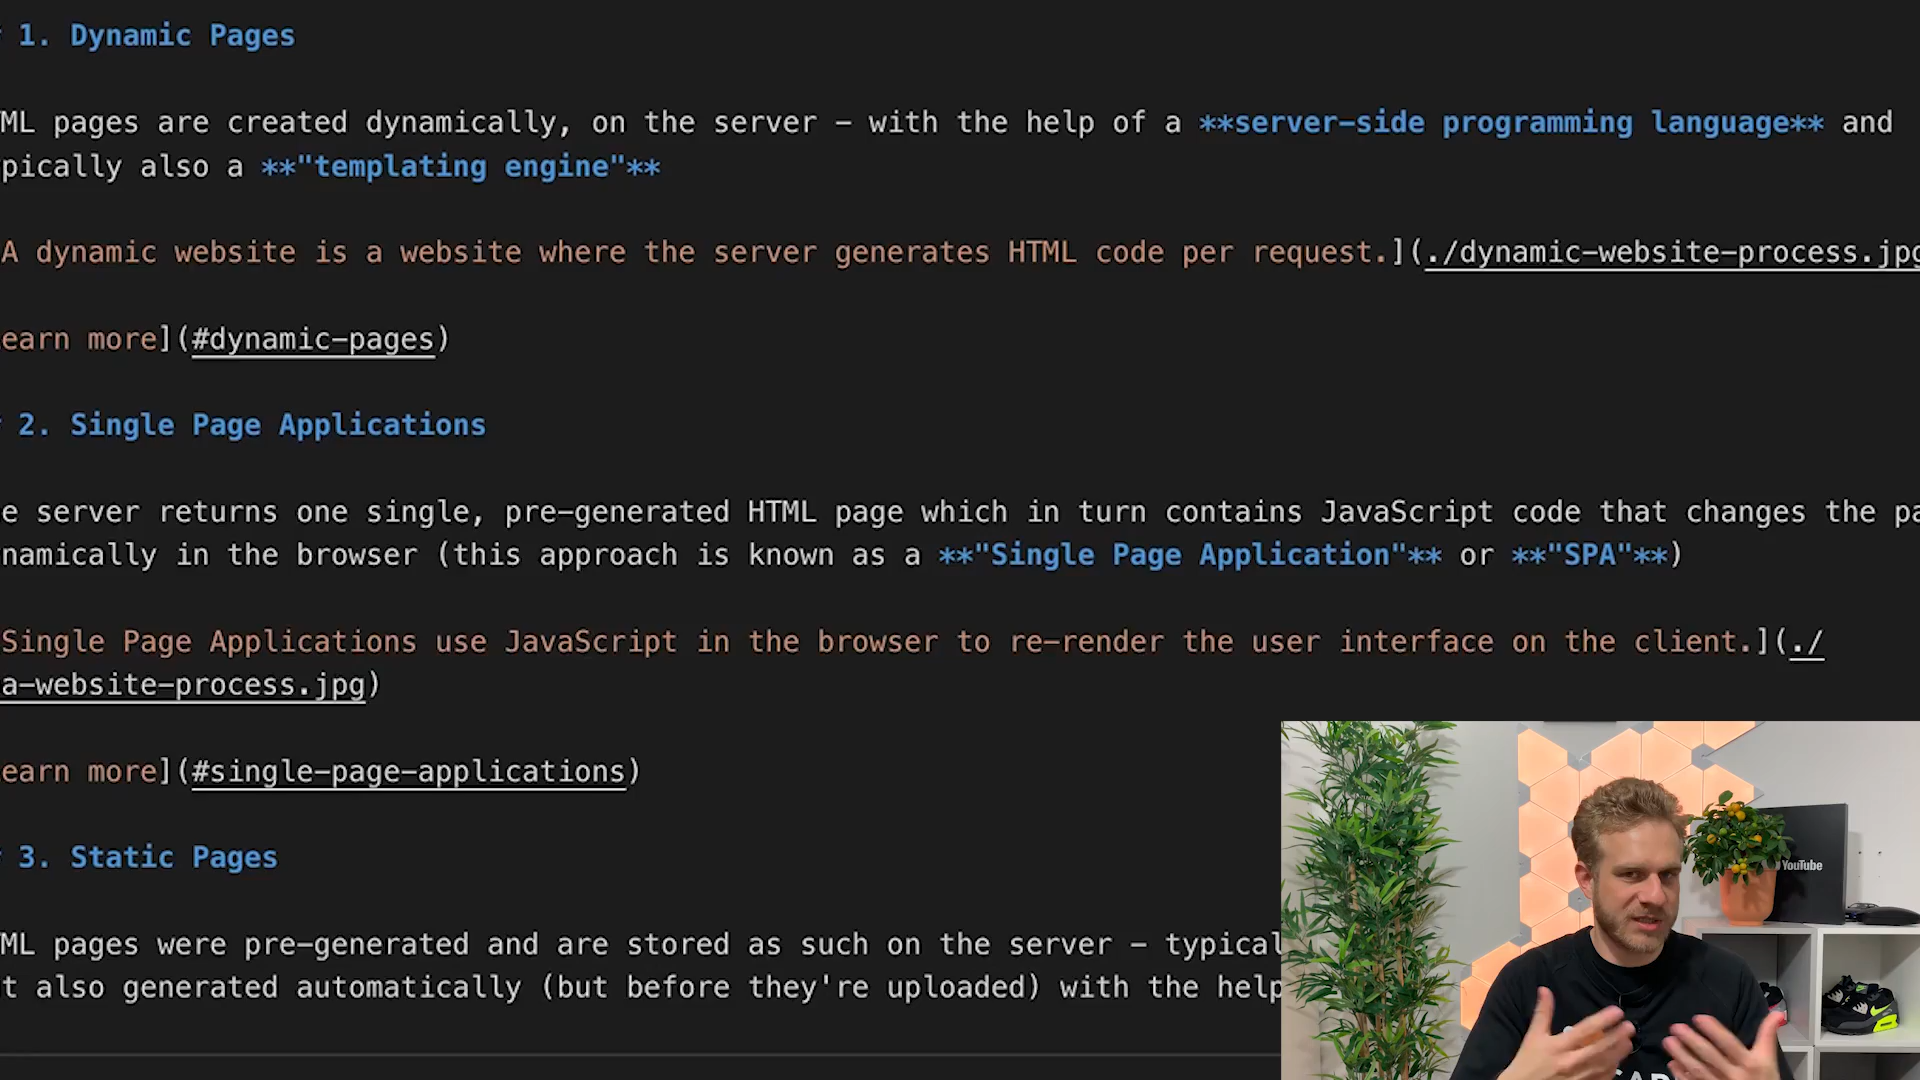 1. Dynamic Pages
ML pages are created dynamically, on the server – with the help of a **server-side programming language** and
pically also a **"templating engine"**
A dynamic website is a website where the server generates HTML code per request.](./dynamic-website-process.jpg
earn more](#dynamic-pages)
2. Single Page Applications
e server returns one single, pre-generated HTML page which in turn contains JavaScript code that changes the pa
namically in the browser (this approach is known as a **"Single Page Application"** or **"SPA"**)
Single Page Applications use JavaScript in the browser to re-render the user interface on the client.](./
a-website-process.jpg)
earn more](#single-page-applications)
3. Static Pages
ML pages were pre-generated and are stored as such on the server – typical
t also generated automatically (but before they're uploaded) with the help
YouTube